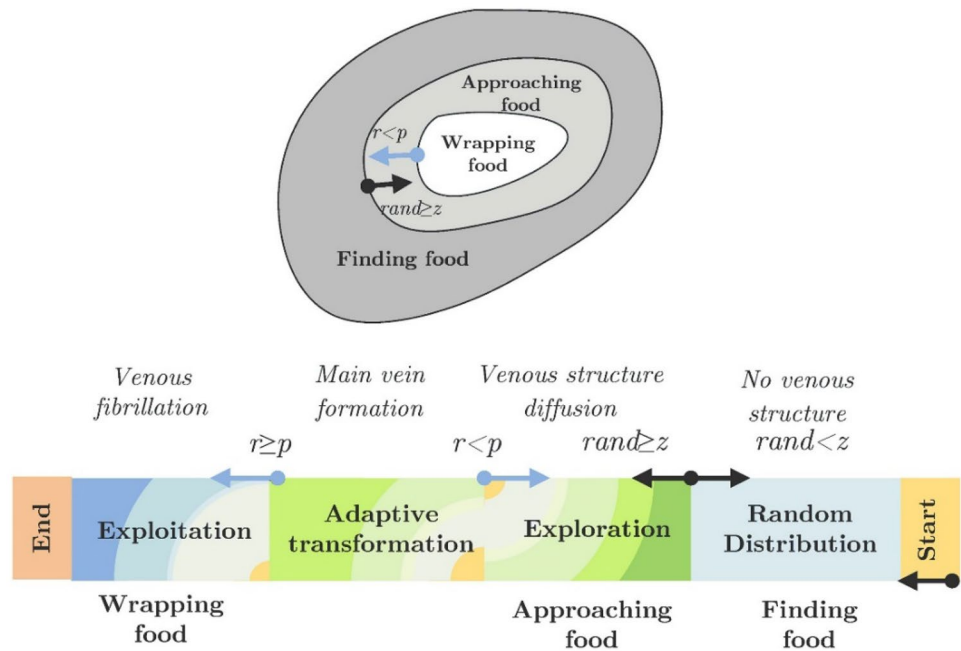 Approaching
food
r<p
Wrapping
food
rand≥z
Finding food
Venous
fibrillation
Main vein
formation
Venous structure
diffusion
No venous
structure
r≥p
r<p
rand≥z
rand<z
End
Exploitation
Adaptive
transformation
Exploration
Random
Distribution
Start
Wrapping
food
Approaching
food
Finding
food